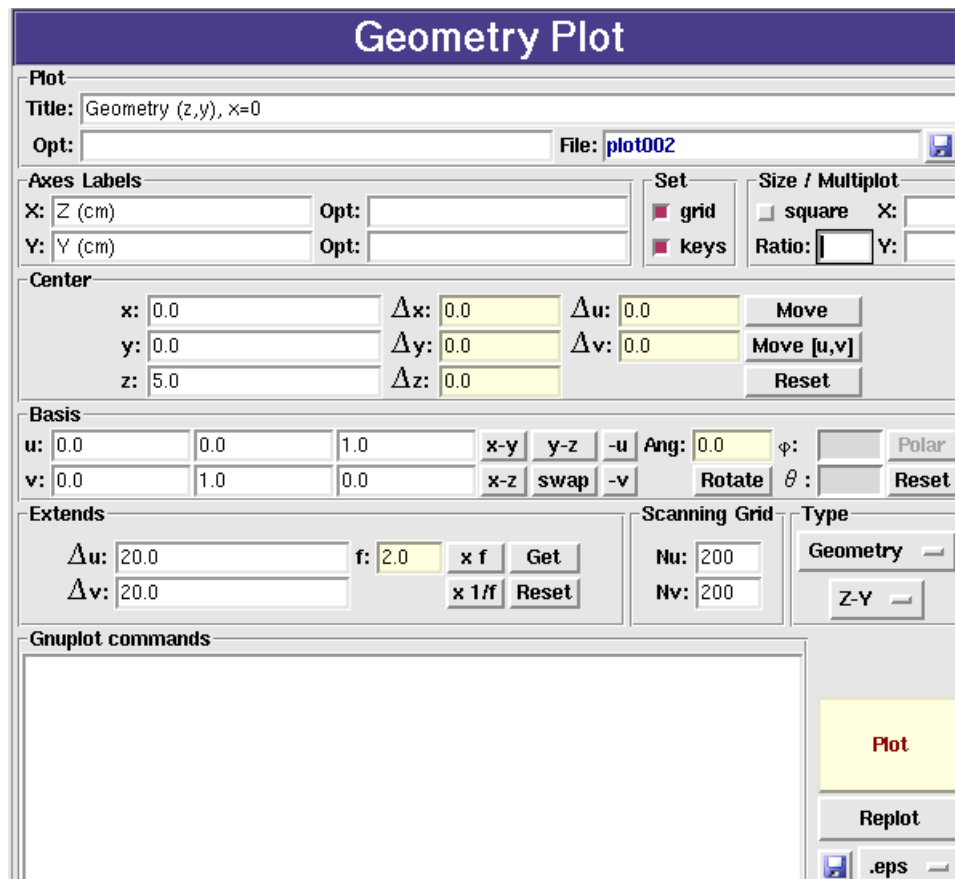 Geometry Plot
Plot
Title: Geometry (z,y), x=0
Opt: File: plot002
Axes Labels Set Size / Multiplot
X: Z (cm) Opt: grid square X:
Y: Y (cm) Opt: keys Ratio: Y:
Center
x: 0.0 Δx: 0.0 Δu: 0.0 Move
y: 0.0 Δy: 0.0 Δv: 0.0 Move [u,v]
z: 5.0 Δz: 0.0 Reset
Basis
u: 0.0 0.0 1.0 x-y y-z -u Ang: 0.0 φ: Polar
v: 0.0 1.0 0.0 x-z swap -v Rotate θ : Reset
Extends Scanning Grid Type
Δu: 20.0 f: 2.0 x f Get Nu: 200 Geometry
Δv: 20.0 x 1/f Reset Nv: 200 Z-Y
Gnuplot commands
Plot
Replot
.eps